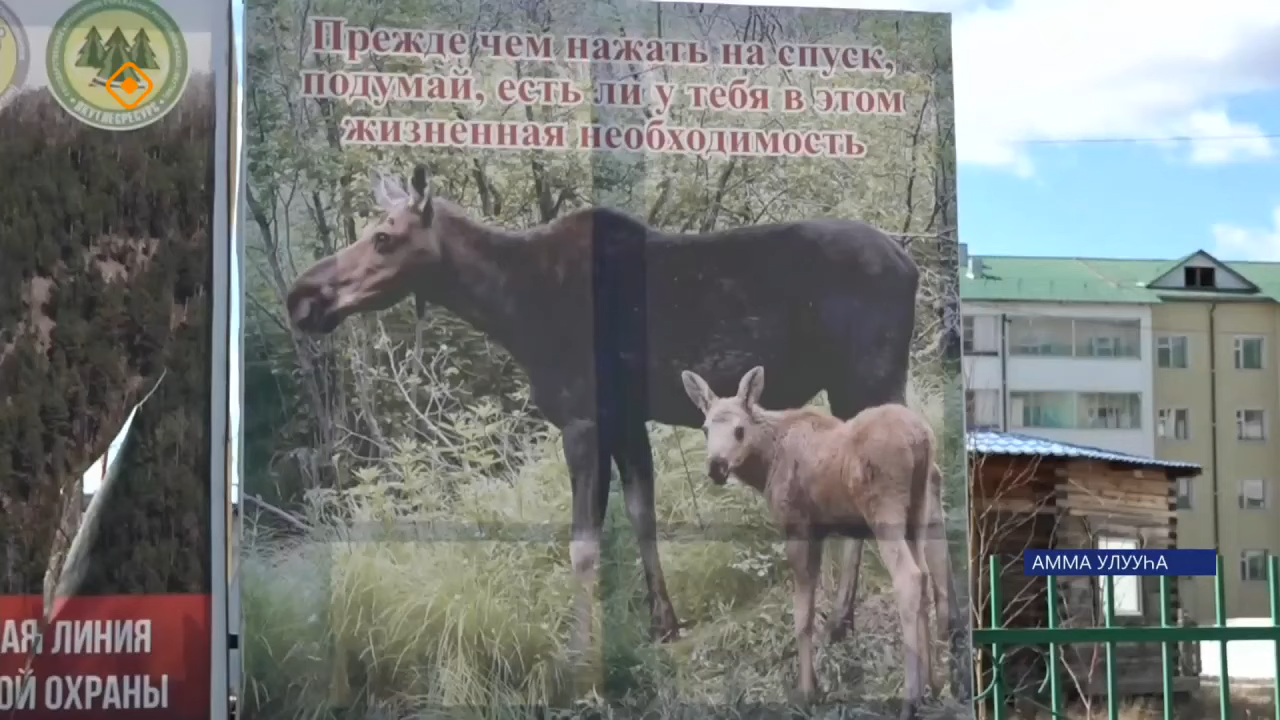 Прежде чем нажать на спуск,
подумай, есть ли у тебя в этом
жизненная необходимость
ЯКУТЛЕСРЕСУРС
АЯ ЛИНИЯ
ОЙ ОХРАНЫ
АММА УЛУУҺА